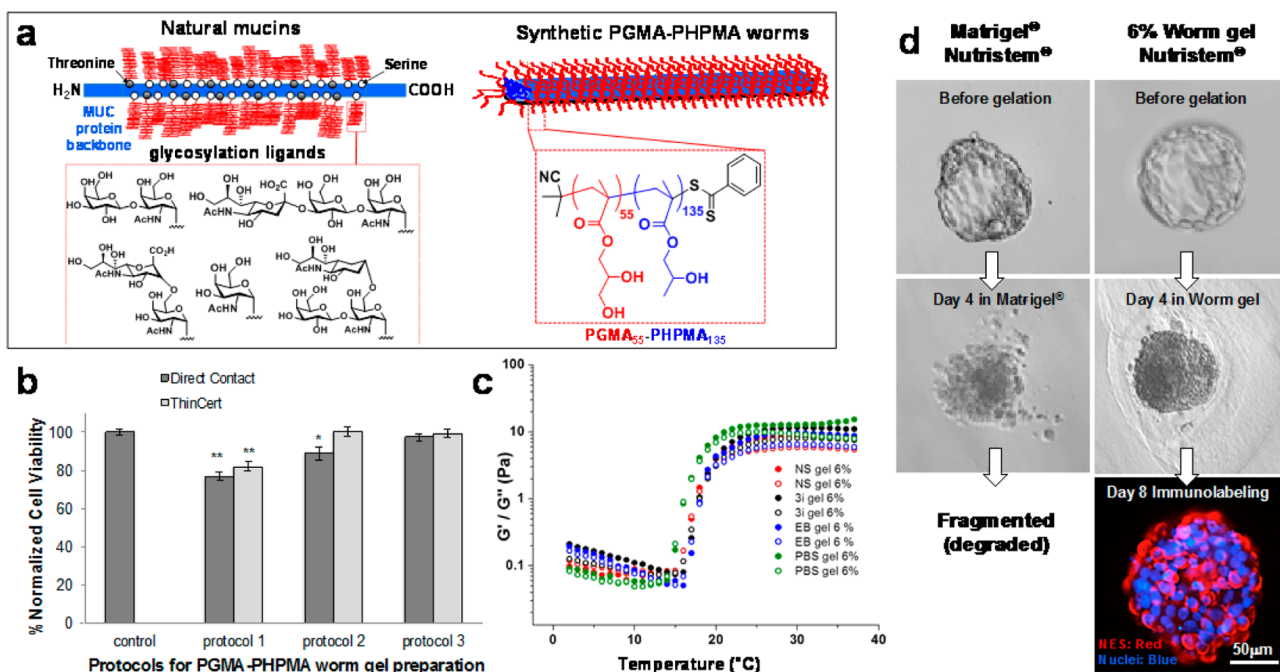 a
Natural mucins
Threonine
Serine
H2N
COOH
MUC
protein
backbone
glycosylation ligands
Synthetic PGMA-PHPMA worms
NC
S
S
55
135
O
O
O
O
OH
OH
OH
PGMA55-PHPMA135
b
Direct Contact
ThinCert
% Normalized Cell Viability
100
80
60
40
20
0
**
**
*
control
protocol 1
protocol 2
protocol 3
Protocols for PGMA-PHPMA worm gel preparation
c
G' / G" (Pa)
100
10
1
0.1
NS gel 6%
NS gel 6%
3i gel 6%
3i gel 6%
EB gel 6 %
EB gel 6%
PBS gel 6%
PBS gel 6%
0
10
20
30
40
Temperature (°C)
d
Matrigel®
Nutristem®
6% Worm gel
Nutristem®
Before gelation
Before gelation
Day 4 in Matrigel®
Day 4 in Worm gel
Fragmented
(degraded)
Day 8 Immunolabeling
NES: Red
Nuclei: Blue
50µm